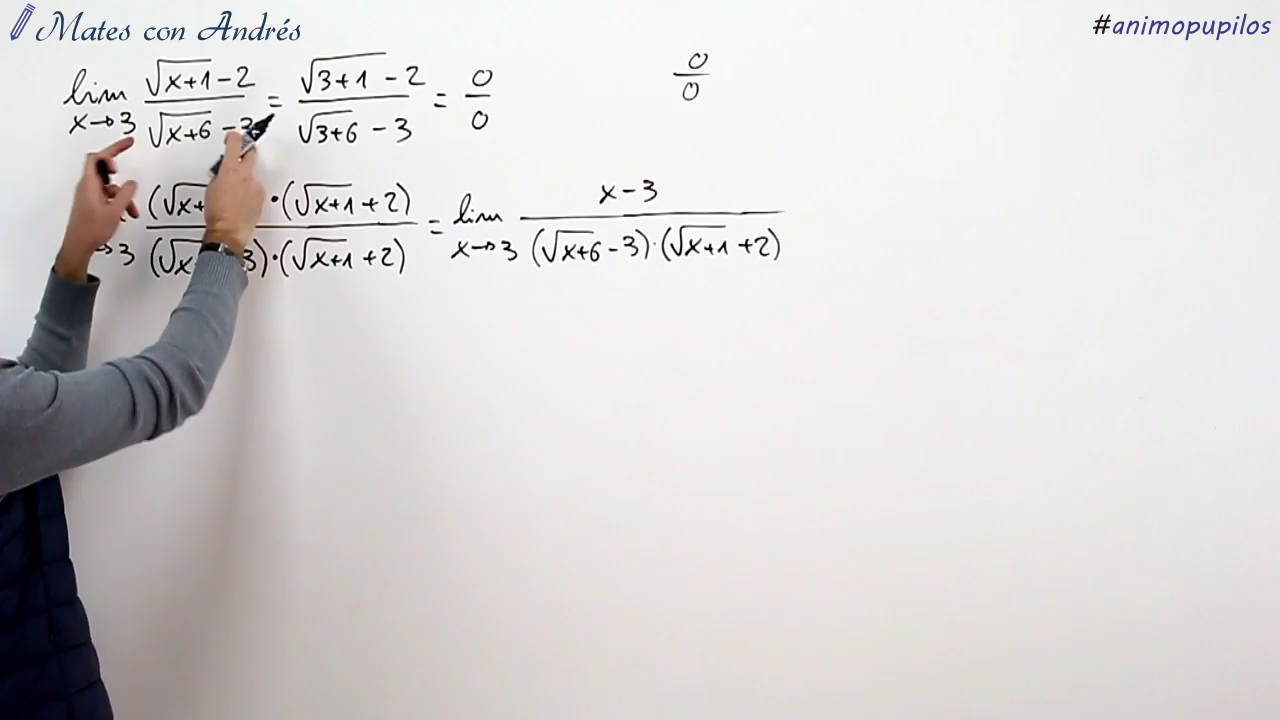 Mates con Andrés
#animopupilos
lim x→3 (√(x+1) - 2)/(√(x+6) - 3) = (√(3+1) - 2)/(√(3+6) - 3) = 0/0
0/0
→3 (√x+ · (√(x+1) + 2))/((√x 3) · (√(x+1) + 2)) = lim x→3 (x-3)/((√(x+6) - 3) · (√(x+1) + 2))